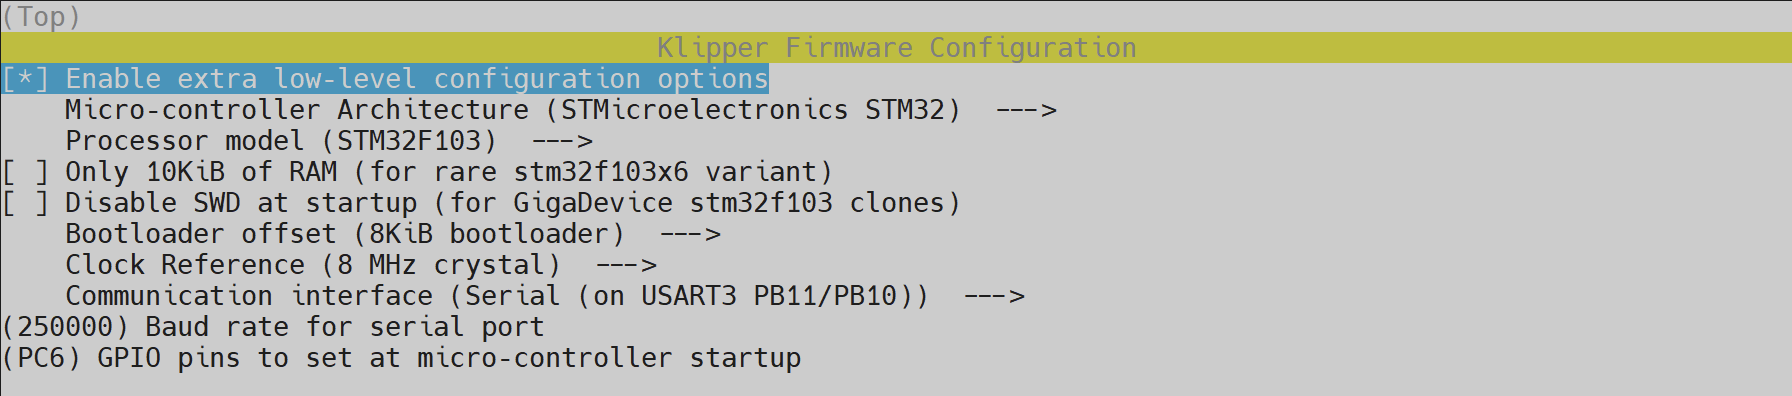 (Top)
Klipper Firmware Configuration
[*] Enable extra low-level configuration options
Micro-controller Architecture (STMicroelectronics STM32)  --->
Processor model (STM32F103)  --->
[ ] Only 10KiB of RAM (for rare stm32f103x6 variant)
[ ] Disable SWD at startup (for GigaDevice stm32f103 clones)
Bootloader offset (8KiB bootloader)  --->
Clock Reference (8 MHz crystal)  --->
Communication interface (Serial (on USART3 PB11/PB10))  --->
(250000) Baud rate for serial port
(PC6) GPIO pins to set at micro-controller startup